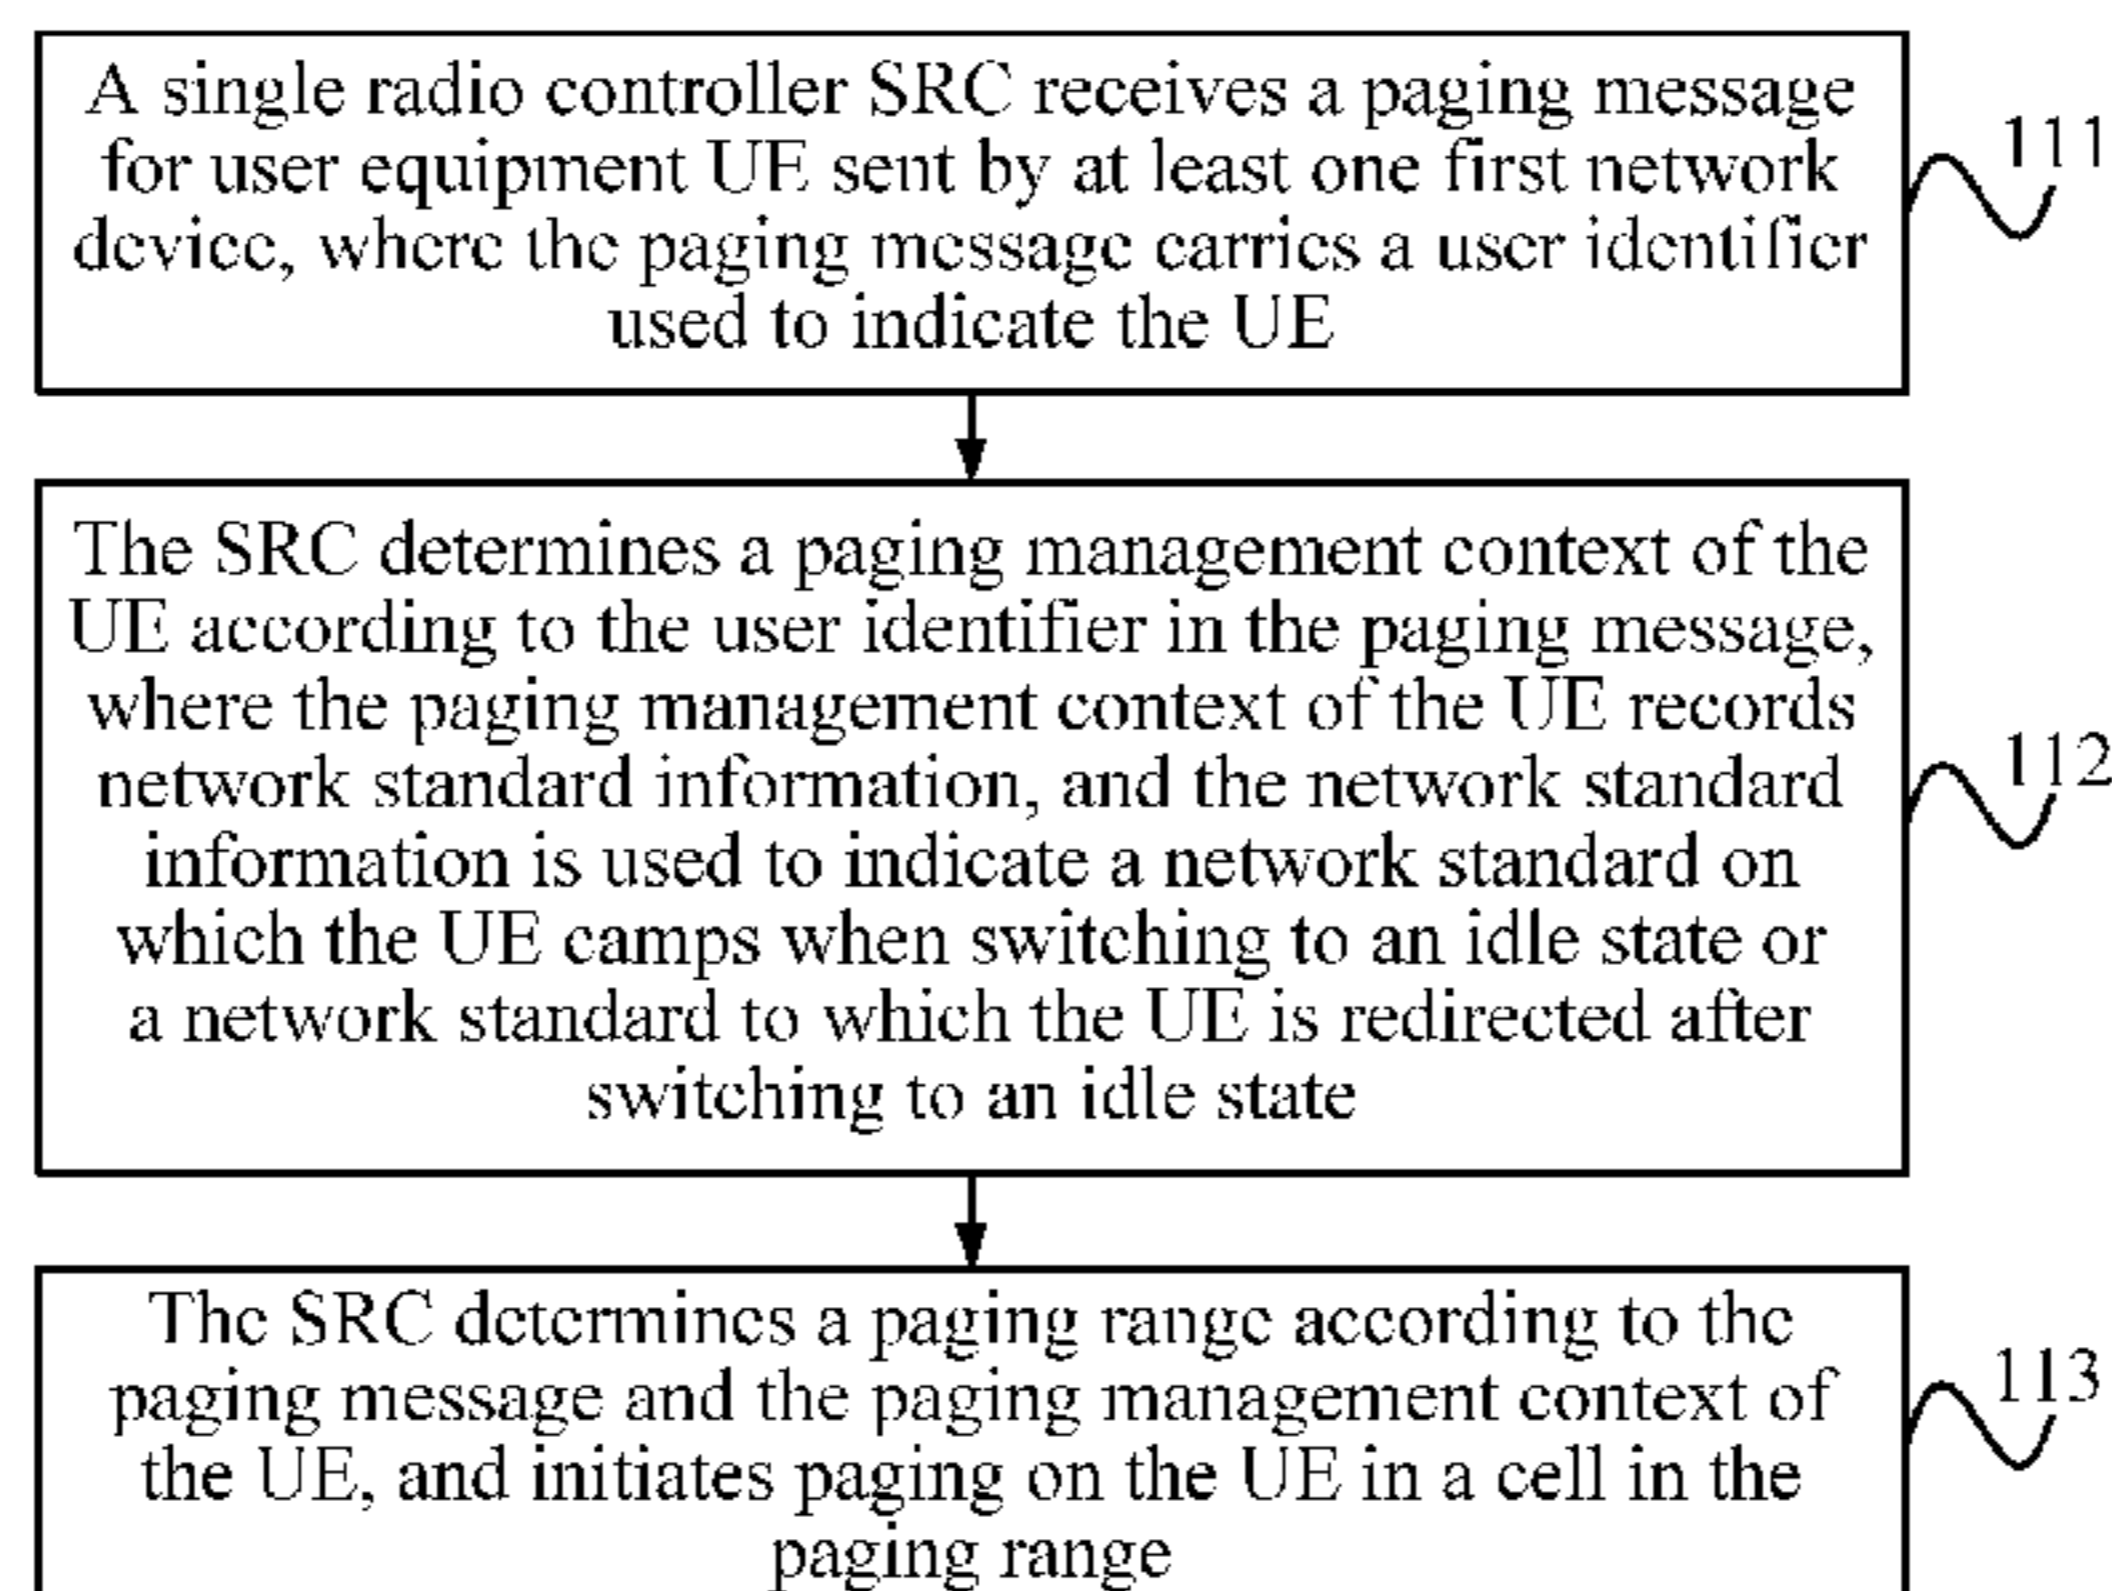 A single radio controller SRC receives a paging message
for user equipment UE sent by at least one first network
device, where the paging message carries a user identifier
used to indicate the UE
111
The SRC determines a paging management context of the
UE according to the user identifier in the paging message,
where the paging management context of the UE records
network standard information, and the network standard
information is used to indicate a network standard on
which the UE camps when switching to an idle state or
a network standard to which the UE is redirected after
switching to an idle state
112
The SRC determines a paging range according to the
paging message and the paging management context of
the UE, and initiates paging on the UE in a cell in the
paging range
113